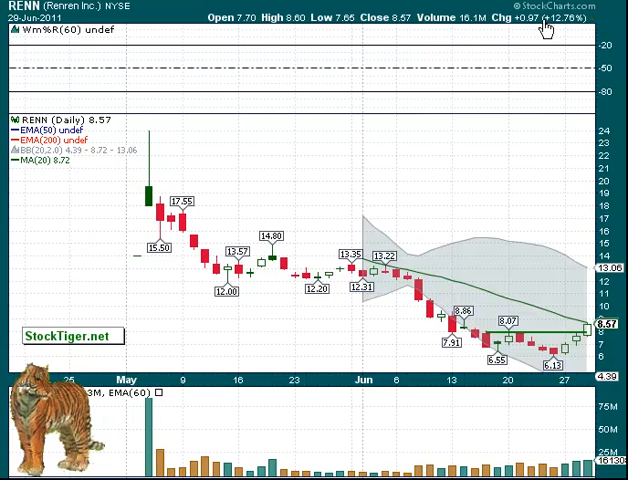 RENN (Renren Inc.) NYSE
© StockCharts.com
29-Jun-2011
Open 7.70 High 8.60 Low 7.65 Close 8.57 Volume 16.1M Chg +0.97 (+12.76%)
Wm%R(60) undef
-20
-50
-80
RENN (Daily) 8.57
EMA(50) undef
EMA(200) undef
BB(20,2.0) 4.39 - 8.72 - 13.06
MA(20) 8.72
24
23
22
21
20
19
18
17
16
15
14
13.06
12
11
10
9
8.57
8
7
6
4.39
17.55
15.50
13.57
12.00
14.80
12.20
13.35
12.31
13.22
7.91
8.86
6.55
8.07
6.13
StockTiger.net
25
May
9
16
23
Jun
6
13
20
27
3M, EMA(60)
75M
50M
25M